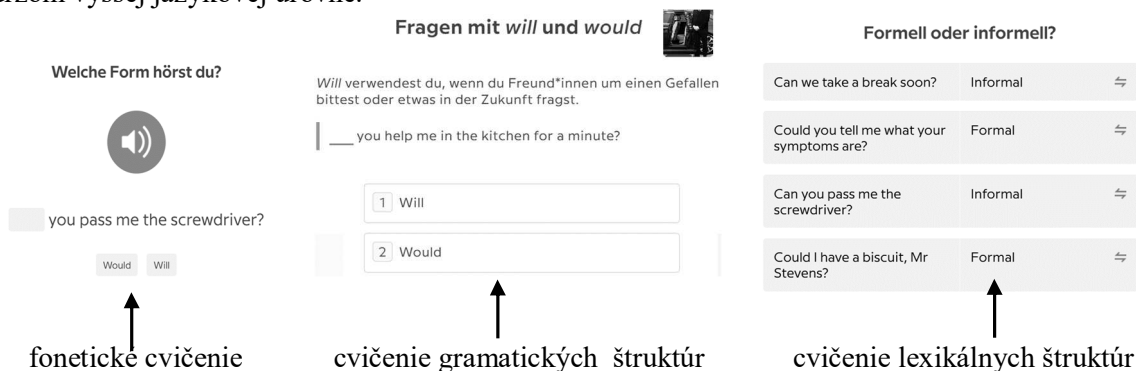 vyššej jazykovej úrovne.
Welche Form hörst du?
you pass me the screwdriver?
Would Will
fonetické cvičenie
Fragen mit will und would
Will verwendest du, wenn du Freund*innen um einen Gefallen
bittest oder etwas in der Zukunft fragst.
___ you help me in the kitchen for a minute?
1 Will
2 Would
cvičenie gramatických štruktúr
Formell oder informell?
Can we take a break soon? Informal
Could you tell me what your Formal
symptoms are?
Can you pass me the Informal
screwdriver?
Could I have a biscuit, Mr Formal
Stevens?
cvičenie lexikálnych štruktúr